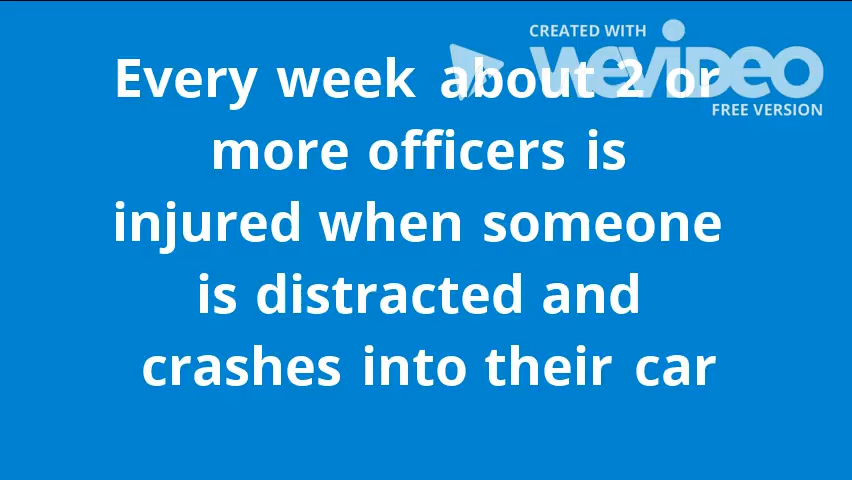 CREATED WITH
WeVideo
FREE VERSION
Every week about 2 or
more officers is
injured when someone
is distracted and
crashes into their car